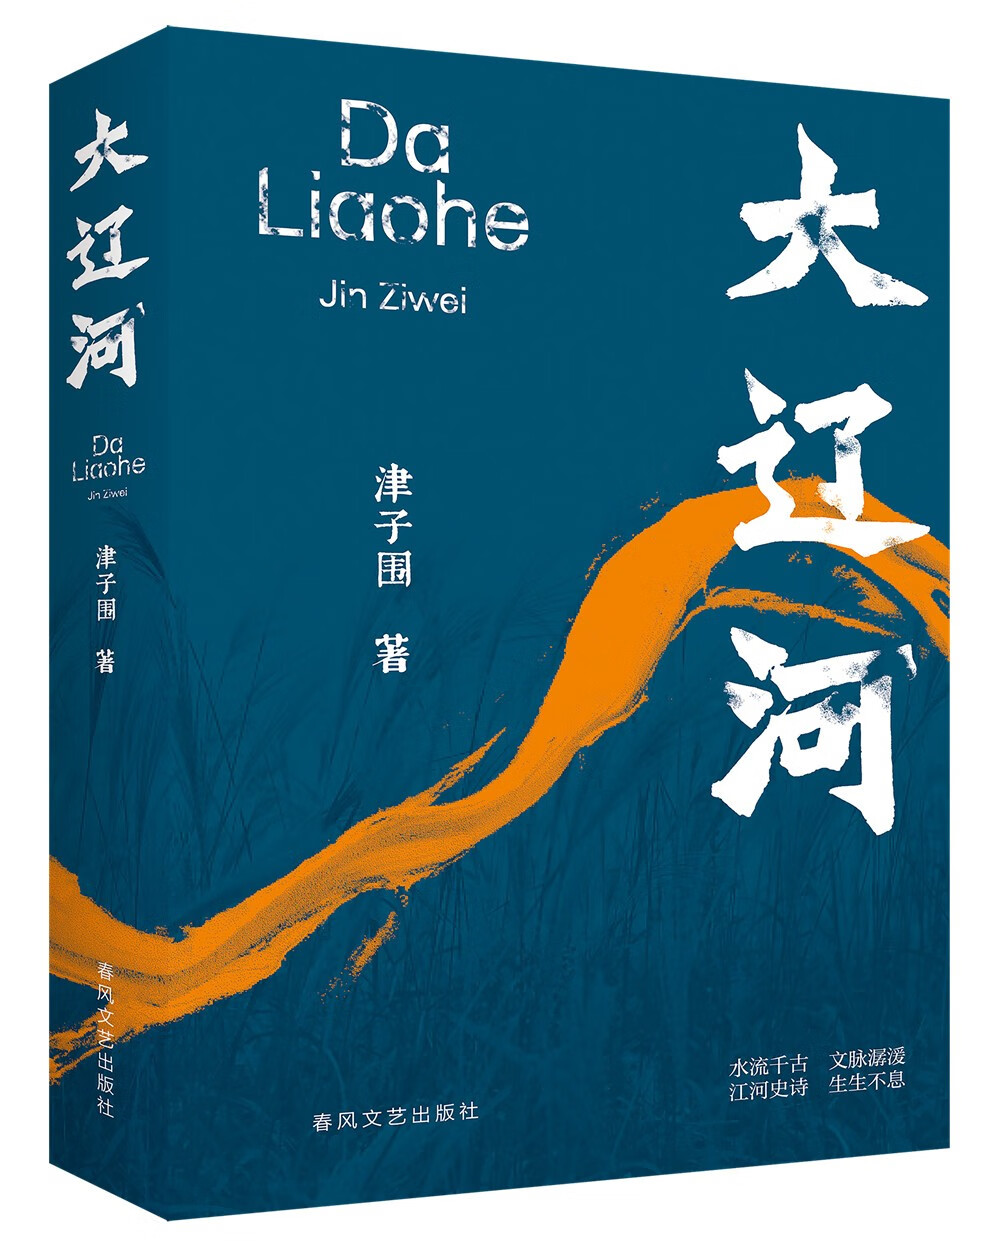 大辽河
Da
Liaohe
Jin Ziwei
津子围 著
春风文艺出版社
Da
Liaohe
Jin Ziwei
大辽河
津子围 著
水流千古 文脉潺湲
江河史诗 生生不息
春风文艺出版社